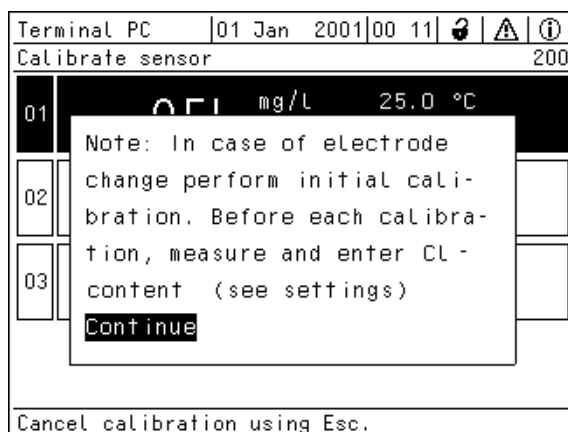 Terminal PC 01 Jan 2001 00 11
Calibrate sensor 200
01 mg/l 25.0 °C
Note: In case of electrode
change perform initial cali-
bration. Before each calibra-
02
tion, measure and enter Cl -
03
content (see settings)
Continue
Cancel calibration using Esc.